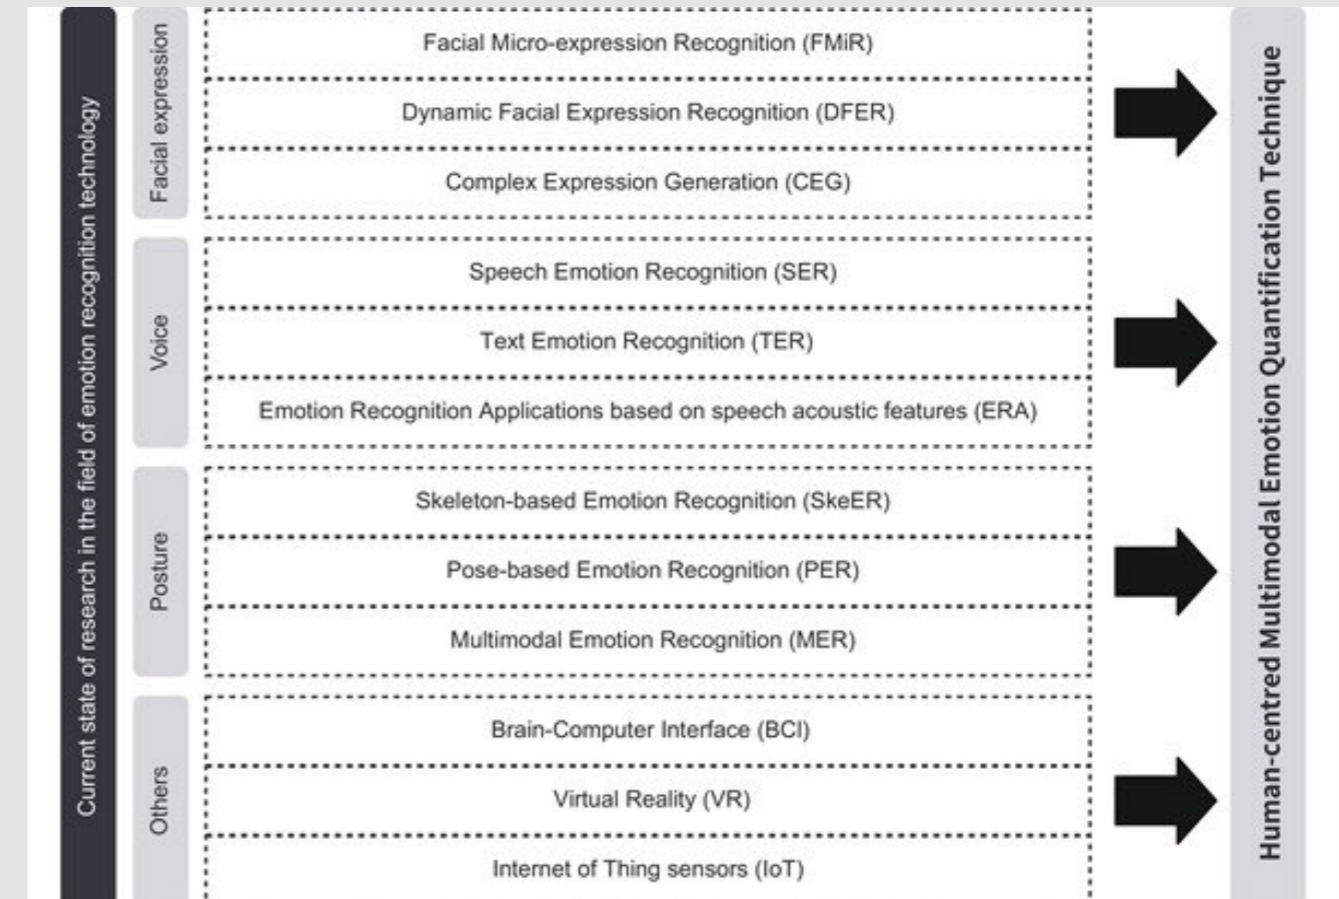 Current state of research in the field of emotion recognition technology
Facial expression
Facial Micro-expression Recognition (FMiR)
Dynamic Facial Expression Recognition (DFER)
Complex Expression Generation (CEG)
Voice
Speech Emotion Recognition (SER)
Text Emotion Recognition (TER)
Emotion Recognition Applications based on speech acoustic features (ERA)
Posture
Skeleton-based Emotion Recognition (SkeER)
Pose-based Emotion Recognition (PER)
Multimodal Emotion Recognition (MER)
Others
Brain-Computer Interface (BCI)
Virtual Reality (VR)
Internet of Thing sensors (IoT)
Human-centred Multimodal Emotion Quantification Technique